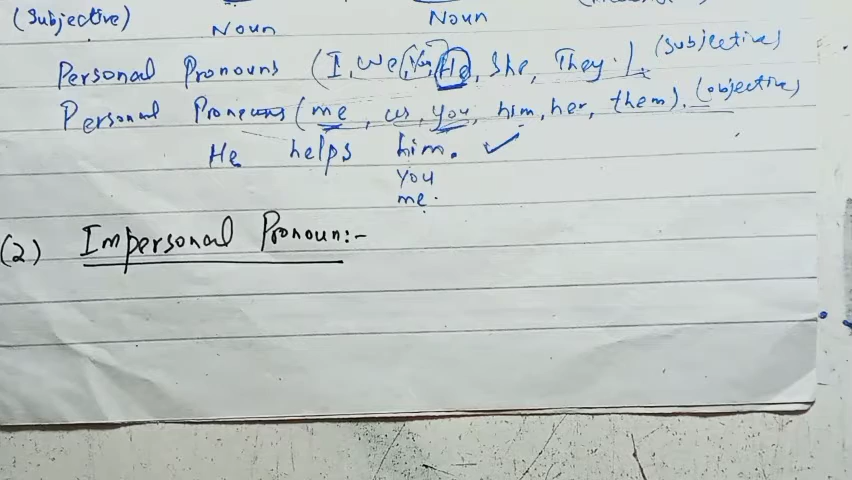 (Subjective)
Noun Noun
Personal Pronouns (I, We, You, He, She, They.) (Subjective)
Personal Pronouns (me, us, you, him, her, them). (objective)
He helps him. ✓
you
me.
(2) Impersonal Pronoun:-